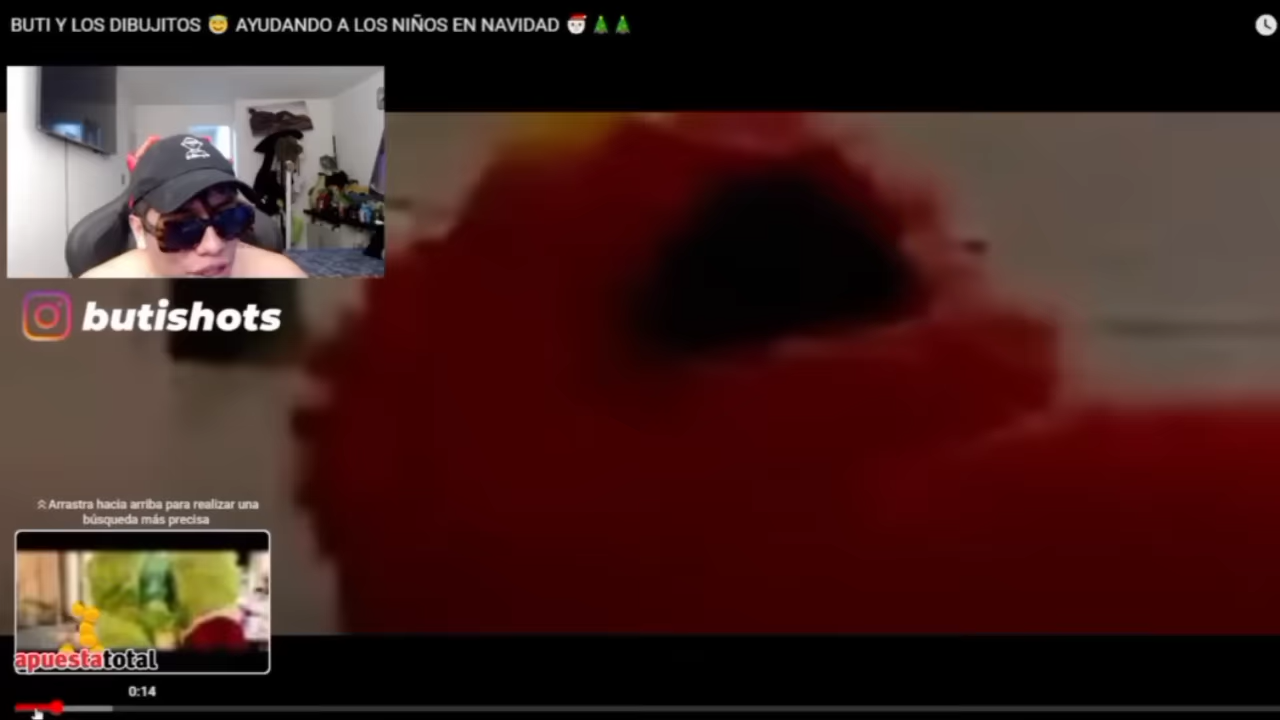 BUTI Y LOS DIBUJITOS 😇 AYUDANDO A LOS NIÑOS EN NAVIDAD 🎅🎄🎄
butishots
Arrastra hacia arriba para realizar una
búsqueda más precisa
apuestatotal
0:14